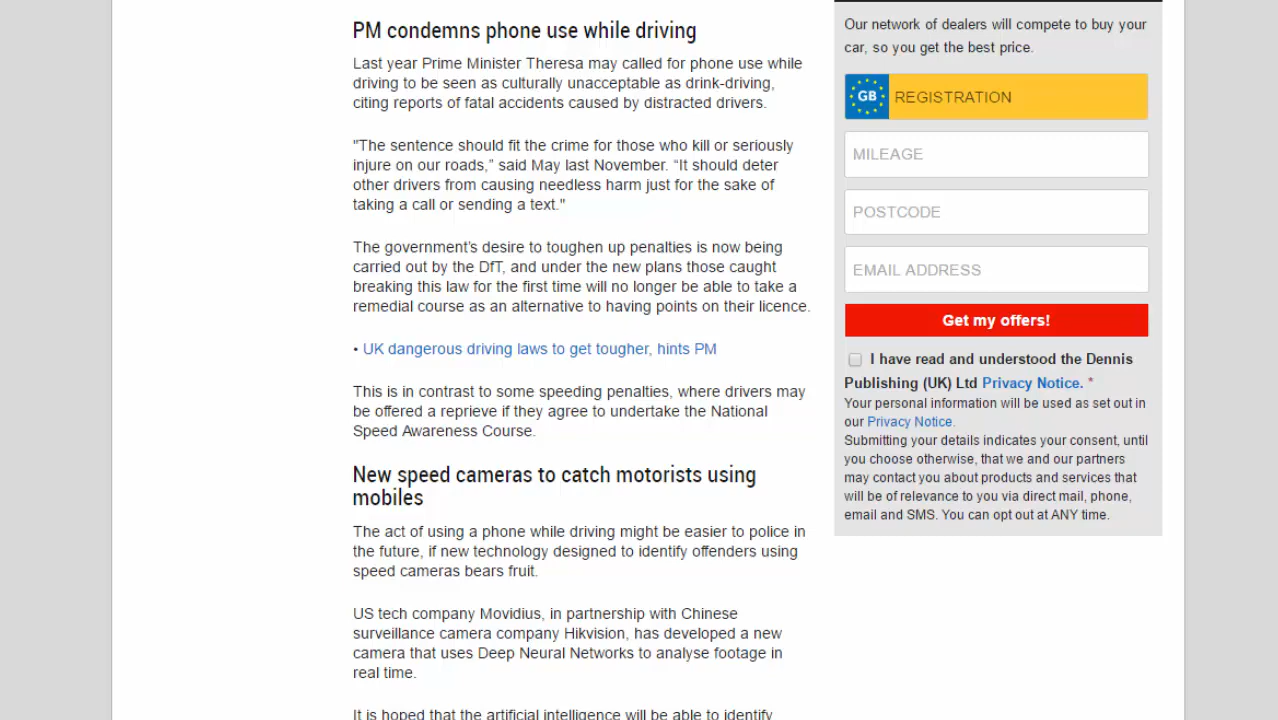 PM condemns phone use while driving
Last year Prime Minister Theresa may called for phone use while
driving to be seen as culturally unacceptable as drink-driving,
citing reports of fatal accidents caused by distracted drivers.
"The sentence should fit the crime for those who kill or seriously
injure on our roads,” said May last November. “It should deter
other drivers from causing needless harm just for the sake of
taking a call or sending a text."
The government’s desire to toughen up penalties is now being
carried out by the DfT, and under the new plans those caught
breaking this law for the first time will no longer be able to take a
remedial course as an alternative to having points on their licence.
• UK dangerous driving laws to get tougher, hints PM
This is in contrast to some speeding penalties, where drivers may
be offered a reprieve if they agree to undertake the National
Speed Awareness Course.
New speed cameras to catch motorists using
mobiles
The act of using a phone while driving might be easier to police in
the future, if new technology designed to identify offenders using
speed cameras bears fruit.
US tech company Movidius, in partnership with Chinese
surveillance camera company Hikvision, has developed a new
camera that uses Deep Neural Networks to analyse footage in
real time.
It is hoped that the artificial intelligence will be able to identify
Our network of dealers will compete to buy your
car, so you get the best price.
GB REGISTRATION
MILEAGE
POSTCODE
EMAIL ADDRESS
Get my offers!
I have read and understood the Dennis
Publishing (UK) Ltd Privacy Notice. *
Your personal information will be used as set out in
our Privacy Notice.
Submitting your details indicates your consent, until
you choose otherwise, that we and our partners
may contact you about products and services that
will be of relevance to you via direct mail, phone,
email and SMS. You can opt out at ANY time.